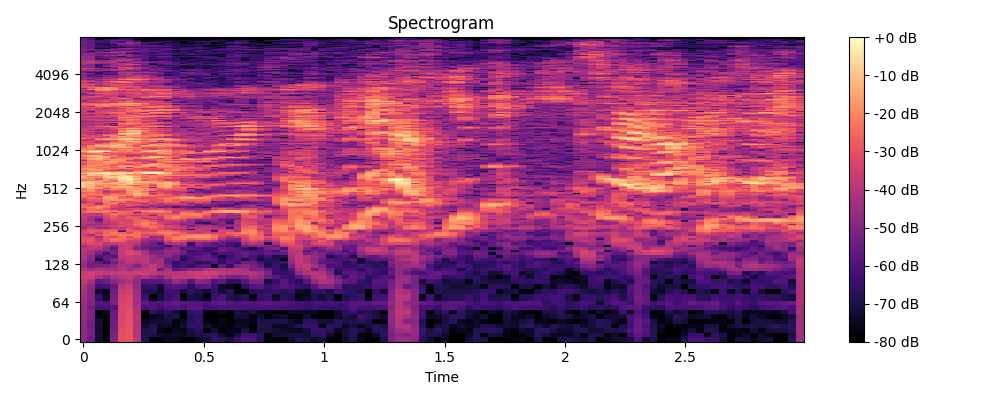 Spectrogram
+0 dB
4096
-10 dB
2048
-20 dB
1024
-30 dB
Hz
512
-40 dB
256
-50 dB
128
-60 dB
64
-70 dB
0
-80 dB
0 0.5 1 1.5 2 2.5
Time